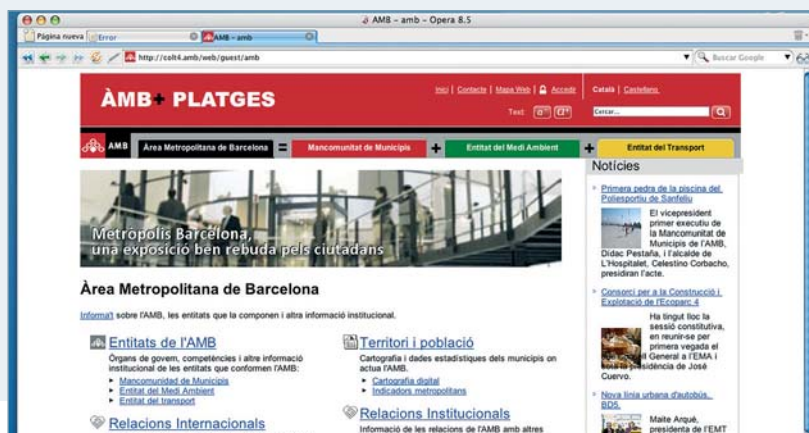 AMB – amb – Opera 8.5
Página nueva
Error
AMB – amb
http://colt4.amb/web/guest/amb
Buscar Google
ÀMB+ PLATGES
Inici | Contacte | Mapa Web | Accedir
Català | Castellano
Text:
Cercar...
AMB
Àrea Metropolitana de Barcelona = Mancomunitat de Municipis + Entitat del Medi Ambient + Entitat del Transport
Metròpolis Barcelona,
una exposició ben rebuda pels ciutadans
Àrea Metropolitana de Barcelona
Informa't sobre l'AMB, les entitats que la componen i altra informació institucional.
Entitats de l'AMB
Òrgans de govern, competències i altre informació
institucional de les entitats que conformen l'AMB:
Mancomunidad de Municipis
Entitat del Medi Ambient
Entitat del transport
Relacions Internacionals
Territori i població
Cartografia i dades estadístiques dels municipis on
actua l'AMB.
Cartografia digital
Indicadors metropolitans
Relacions Institucionals
Informació de les relacions de l'AMB amb altres
Notícies
Primera pedra de la piscina del
Poliesportiu de Sanfeliu
El vicepresident
primer executiu de
la Mancomunitat de
Municipis de l'AMB,
Dídac Pestaña, i l'alcalde de
L'Hospitalet, Celestino Corbacho,
presidiran l'acte.
Consorci per a la Construcció i
Explotació de l'Ecoparc 4
Ha tingut lloc la
sessió constitutiva,
en reunir-se per
primera vegada el
General a l'EMA i
sota la presidència de José
Cuervo.
Nova línia urbana d'autobús,
BD5.
Maite Arqué,
presidenta de l'EMT